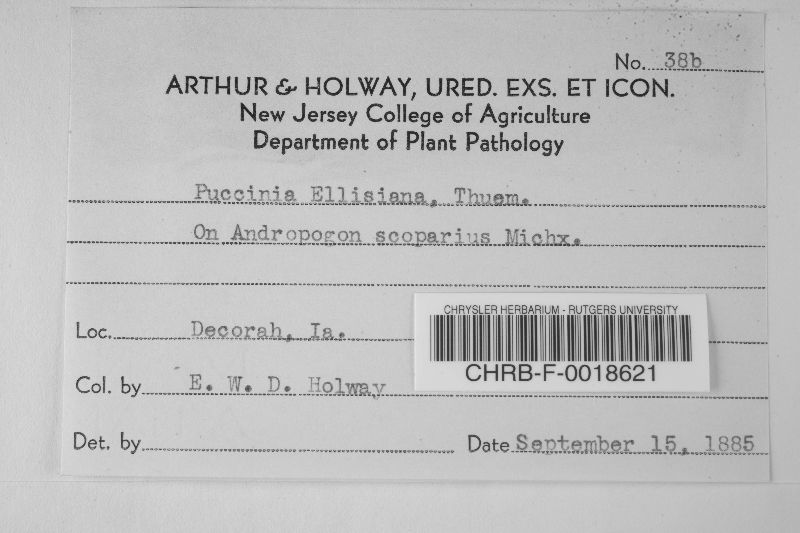 No. 38b
ARTHUR & HOLWAY, URED. EXS. ET ICON.
New Jersey College of Agriculture
Department of Plant Pathology
Puccinia Ellisiana, Thuem.
On Andropogon scoparius Michx.
CHRYSLER HERBARIUM - RUTGERS UNIVERSITY
CHRB-F-0018621
Loc. Decorah, Ia.
Col. by E. W. D. Holway
Det. by
Date September 15, 1885